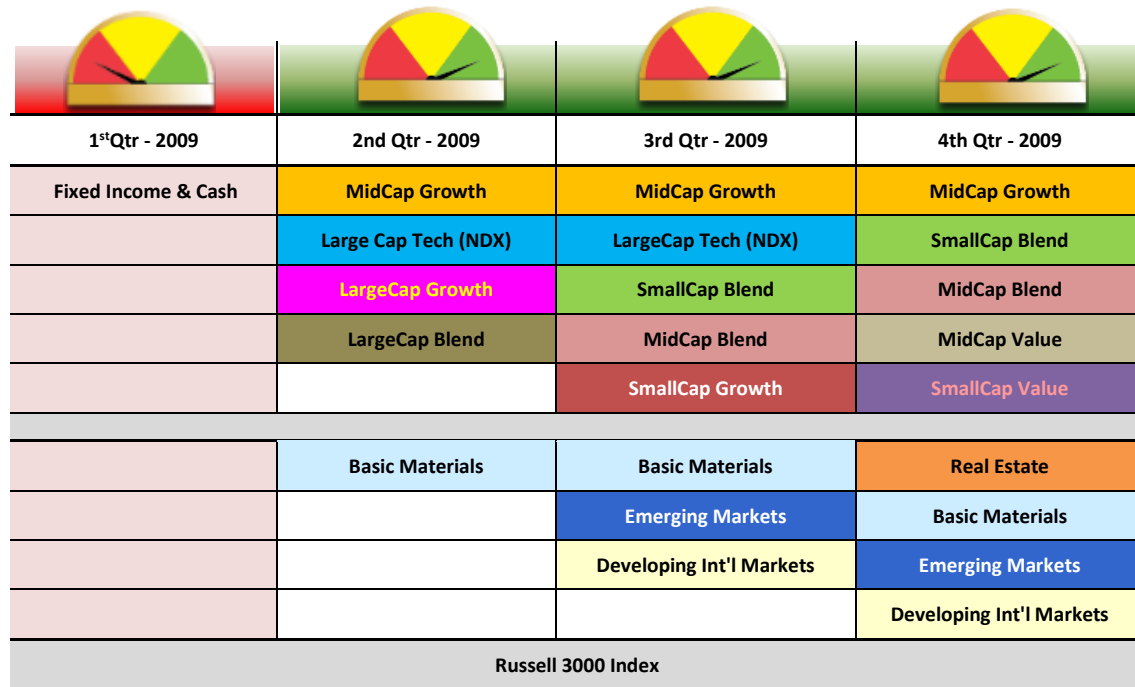 1stQtr - 2009 2nd Qtr - 2009 3rd Qtr - 2009 4th Qtr - 2009
Fixed Income & Cash MidCap Growth MidCap Growth MidCap Growth
Large Cap Tech (NDX) LargeCap Tech (NDX) SmallCap Blend
LargeCap Growth SmallCap Blend MidCap Blend
LargeCap Blend MidCap Blend MidCap Value
SmallCap Growth SmallCap Value
Basic Materials Basic Materials Real Estate
Emerging Markets Basic Materials
Developing Int'l Markets Emerging Markets
Developing Int'l Markets
Russell 3000 Index